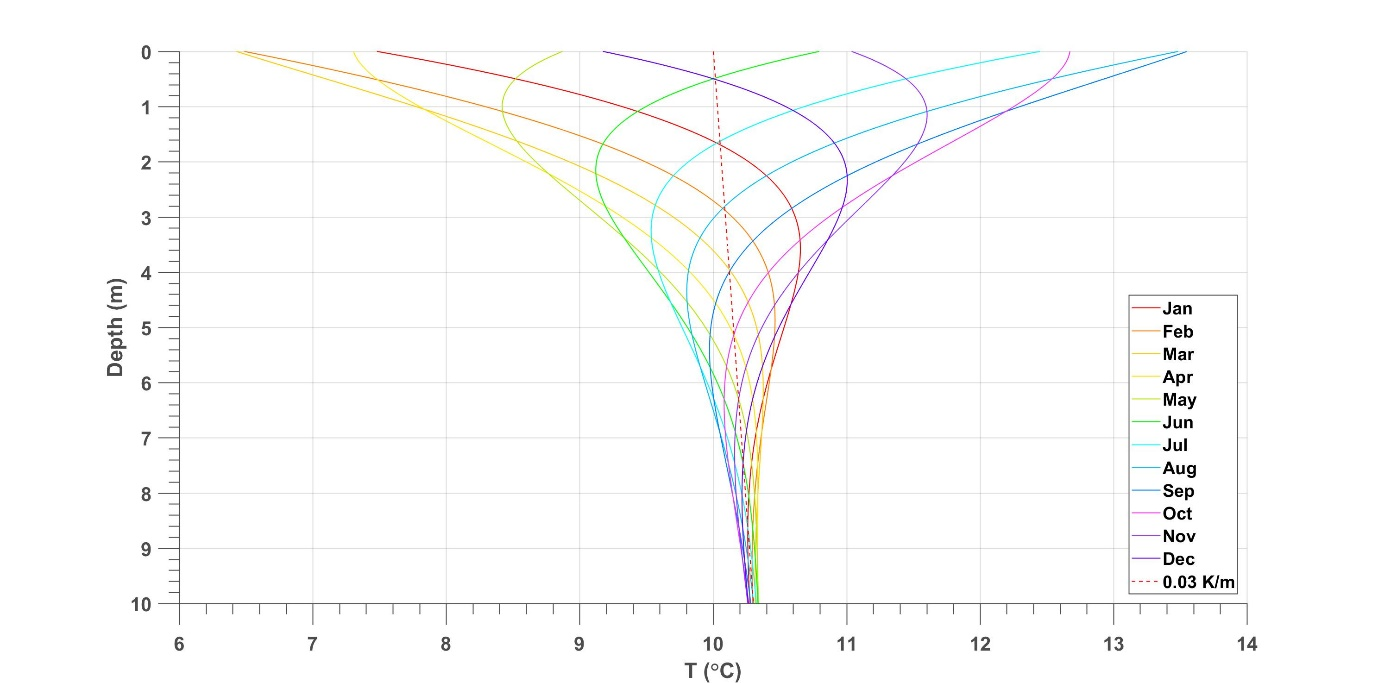 0
1
2
3
4
5
6
7
8
9
10
Depth (m)
6 7 8 9 10 11 12 13 14
T (°C)
Jan
Feb
Mar
Apr
May
Jun
Jul
Aug
Sep
Oct
Nov
Dec
0.03 K/m